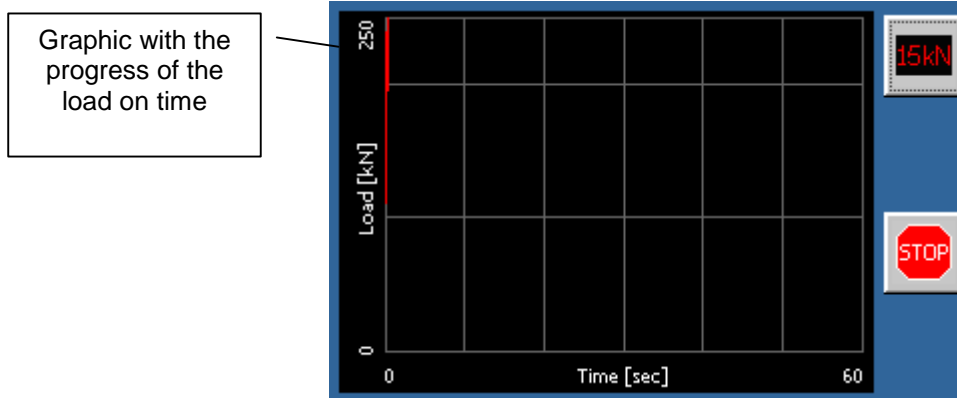 Graphic with the
progress of the
load on time
250
15kN
Load [kN]
STOP
0
0 Time [sec] 60